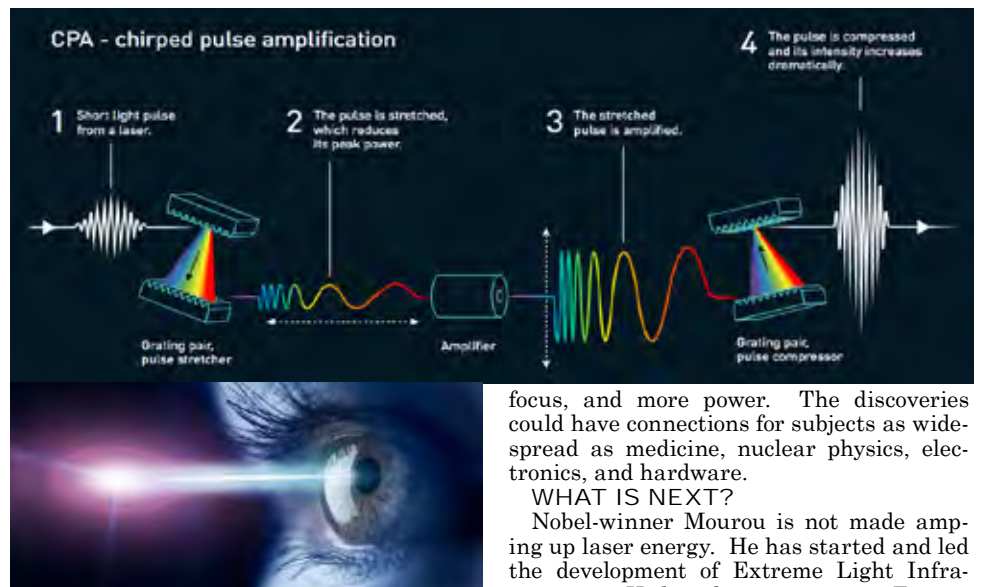 CPA - chirped pulse amplification
1 Short light pulse
from a laser.
2 The pulse is stretched,
which reduces
its peak power.
3 The stretched
pulse is amplified.
4 The pulse is compressed
and its intensity increases
dramatically.
Grating pair,
pulse stretcher
Amplifier
Grating pair,
pulse compressor
focus, and more power. The discoveries
could have connections for subjects as wide-
spread as medicine, nuclear physics, elec-
tronics, and hardware.
WHAT IS NEXT?
Nobel-winner Mourou is not made amp-
ing up laser energy. He has started and led
the development of Extreme Light Infra-